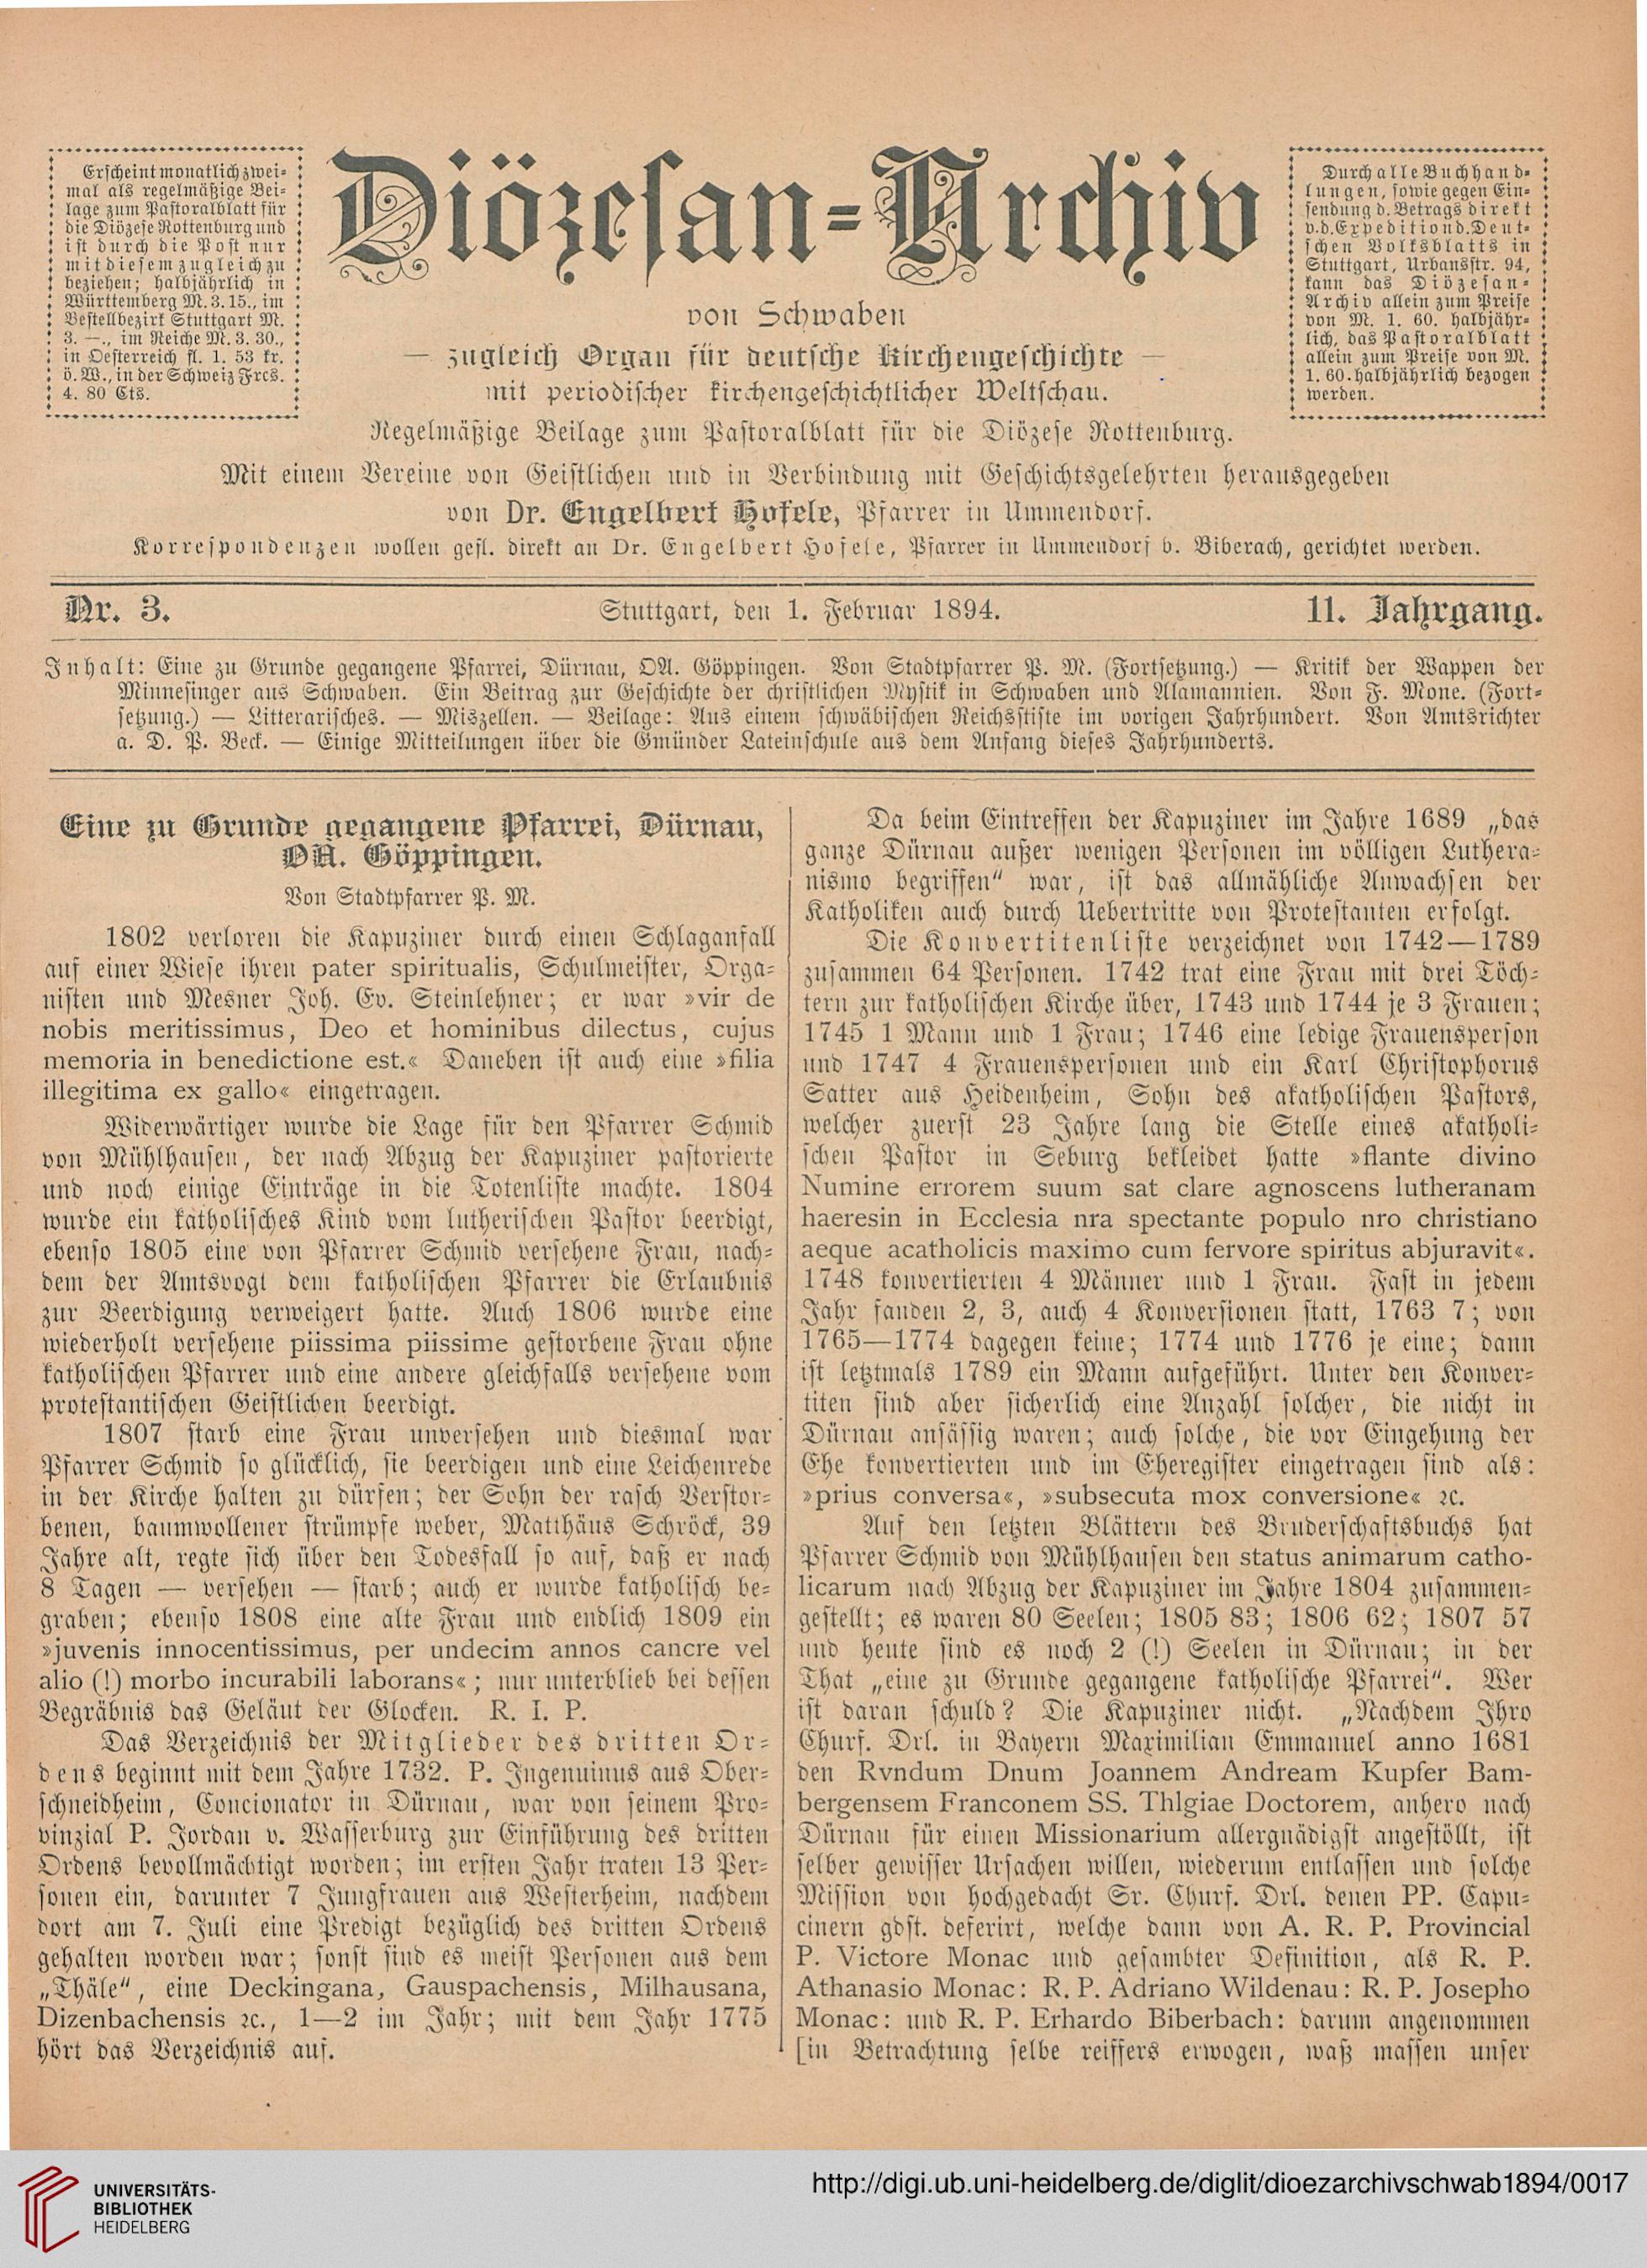 Erscheint monatlich zwei-
mal als regelmäßige Bei-
lage zum Pastoralblatt für
die Diözese Rottenburg und
ist durch die Post nur
mit diesem zugleich zu
beziehen; halbjährlich in
Württemberg M. 3. 15., im
Bestellbezirk Stuttgart M.
3. —., im Reiche M. 3. 30.,
in Oesterreich fl. 1. 53 kr.
ö. W., in der Schweiz Frcs.
4. 80 Cts.
Diözesan-Archiv
von Schwaben
— zugleich Organ für deutsche Kirchengeschichte —
mit periodischer kirchengeschichtlicher Weltschau.
Durch alle Buchhand-
lungen, sowie gegen Ein-
sendung d. Betrags direkt
v. d. Expedition d. Deut-
schen Volksblatts in
Stuttgart, Urbansstr. 94,
kann das Diözesan-
Archiv allein zum Preise
von M. 1. 60. halbjähr-
lich, das Pastoralblatt
allein zum Preise von M.
1. 60. halbjährlich bezogen
werden.
Regelmäßige Beilage zum Pastoralblatt für die Diözese Rottenburg.
Mit einem Vereine von Geistlichen und in Verbindung mit Geschichtsgelehrten herausgegeben
von Dr. Engelbert Hofele, Pfarrer in Ummendorf.
Korrespondenzen wollen gefl. direkt an Dr. Engelbert Hofele, Pfarrer in Ummendorf b. Biberach, gerichtet werden.
Nr. 3.
Stuttgart, den 1. Februar 1894.
11. Jahrgang.
Inhalt: Eine zu Grunde gegangene Pfarrei, Dürnau, OA. Göppingen. Von Stadtpfarrer P. M. (Fortsetzung.) — Kritik der Wappen der
Minnesinger aus Schwaben. Ein Beitrag zur Geschichte der christlichen Mystik in Schwaben und Alamannien. Von F. Mone. (Fort-
setzung.) — Litterarisches. — Miszellen. — Beilage: Aus einem schwäbischen Reichsstifte im vorigen Jahrhundert. Von Amtsrichter
a. D. P. Beck. — Einige Mitteilungen über die Gmünder Lateinschule aus dem Anfang dieses Jahrhunderts.
Eine zu Grunde gegangene Pfarrei, Dürnau,
OA. Göppingen.
Von Stadtpfarrer P. M.
1802 verloren die Kapuziner durch einen Schlaganfall
auf einer Wiese ihren pater spiritualis, Schulmeister, Orga-
nisten und Mesner Joh. Ev. Steinlehner; er war »vir de
nobis meritissimus, Deo et hominibus dilectus, cujus
memoria in benedictione est.« Daneben ist auch eine »filia
illegitima ex gallo« eingetragen.
Widerwärtiger wurde die Lage für den Pfarrer Schmid
von Mühlhausen, der nach Abzug der Kapuziner pastorierte
und noch einige Einträge in die Totenliste machte. 1804
wurde ein katholisches Kind vom lutherischen Pastor beerdigt,
ebenso 1805 eine von Pfarrer Schmid versehene Frau, nach-
dem der Amtsvogt dem katholischen Pfarrer die Erlaubnis
zur Beerdigung verweigert hatte. Auch 1806 wurde eine
wiederholt versehene piissima piissime gestorbene Frau ohne
katholischen Pfarrer und eine andere gleichfalls versehene vom
protestantischen Geistlichen beerdigt.
1807 starb eine Frau unversehen und diesmal war
Pfarrer Schmid so glücklich, sie beerdigen und eine Leichenrede
in der Kirche halten zu dürfen; der Sohn der rasch Verstor-
benen, baumwollener strümpfe weber, Matthäus Schröck, 39
Jahre alt, regte sich über den Todesfall so auf, daß er nach
8 Tagen — versehen — starb; auch er wurde katholisch be-
graben; ebenso 1808 eine alte Frau und endlich 1809 ein
»juvenis innocentissimus, per undecim annos cancre vel
alio (!) morbo incurabili laborans«; nur unterblieb bei dessen
Begräbnis das Geläut der Glocken. R. I. P.
Das Verzeichnis der Mitglieder des dritten Or-
dens beginnt mit dem Jahre 1732. P. Ingenuinus aus Ober-
schneidheim, Concionator in Dürnau, war von seinem Pro-
vinzial P. Jordan v. Wasserburg zur Einführung des dritten
Ordens bevollmächtigt worden; im ersten Jahr traten 13 Per-
sonen ein, darunter 7 Jungfrauen aus Westerheim, nachdem
dort am 7. Juli eine Predigt bezüglich des dritten Ordens
gehalten worden war; sonst sind es meist Personen aus dem
„Thäle“, eine Deckingana, Gauspachensis, Milhausana,
Dizenbachensis ꝛc., 1—2 im Jahr; mit dem Jahr 1775
hört das Verzeichnis auf.
Da beim Eintreffen der Kapuziner im Jahre 1689 „das
ganze Dürnau außer wenigen Personen im völligen Luthera-
nismo begriffen“ war, ist das allmähliche Anwachsen der
Katholiken auch durch Uebertritte von Protestanten erfolgt.
Die Konvertitenliste verzeichnet von 1742—1789
zusammen 64 Personen. 1742 trat eine Frau mit drei Töch-
tern zur katholischen Kirche über, 1743 und 1744 je 3 Frauen;
1745 1 Mann und 1 Frau; 1746 eine ledige Frauensperson
und 1747 4 Frauenspersonen und ein Karl Christophorus
Satter aus Heidenheim, Sohn des akatholischen Pastors,
welcher zuerst 23 Jahre lang die Stelle eines akatholi-
schen Pastor in Seburg bekleidet hatte »flante divino
Numine errorem suum sat clare agnoscens lutheranam
haeresin in Ecclesia nra spectante populo nro christiano
aeque acatholicis maximo cum fervore spiritus abjuravit«.
1748 konvertierten 4 Männer und 1 Frau. Fast in jedem
Jahr fanden 2, 3, auch 4 Konversionen statt, 1763 7; von
1765—1774 dagegen keine; 1774 und 1776 je eine; dann
ist letztmals 1789 ein Mann aufgeführt. Unter den Konver-
titen sind aber sicherlich eine Anzahl solcher, die nicht in
Dürnau ansässig waren; auch solche, die vor Eingehung der
Ehe konvertierten und im Eheregister eingetragen sind als:
»prius conversa«, »subsecuta mox conversione« ꝛc.
Auf den letzten Blättern des Bruderschaftsbuchs hat
Pfarrer Schmid von Mühlhausen den status animarum catho-
licarum nach Abzug der Kapuziner im Jahre 1804 zusammen-
gestellt; es waren 80 Seelen; 1805 83; 1806 62; 1807 57
und heute sind es noch 2 (!) Seelen in Dürnau; in der
That „eine zu Grunde gegangene katholische Pfarrei“. Wer
ist daran schuld? Die Kapuziner nicht. „Nachdem Ihro
Churf. Drl. in Bayern Maximilian Emmanuel anno 1681
den Rvndum Dnum Joannem Andream Kupfer Bam-
bergensem Franconem SS. Thlgiae Doctorem, anhero nach
Dürnau für einen Missionarium allergnädigst angestöllt, ist
selber gewisser Ursachen willen, wiederum entlassen und solche
Mission von hochgedacht Sr. Churf. Drl. denen PP. Capu-
cinern gdst. deferirt, welche dann von A. R. P. Provincial
P. Victore Monac und gesambter Definition, als R. P.
Athanasio Monac: R. P. Adriano Wildenau: R. P. Josepho
Monac: und R. P. Erhardo Biberbach: darum angenommen
[in Betrachtung selbe reiffers erwogen, waß massen unser
UNIVERSITÄTS-
BIBLIOTHEK
HEIDELBERG
http://digi.ub.uni-heidelberg.de/diglit/dioezarchivschwab1894/0017